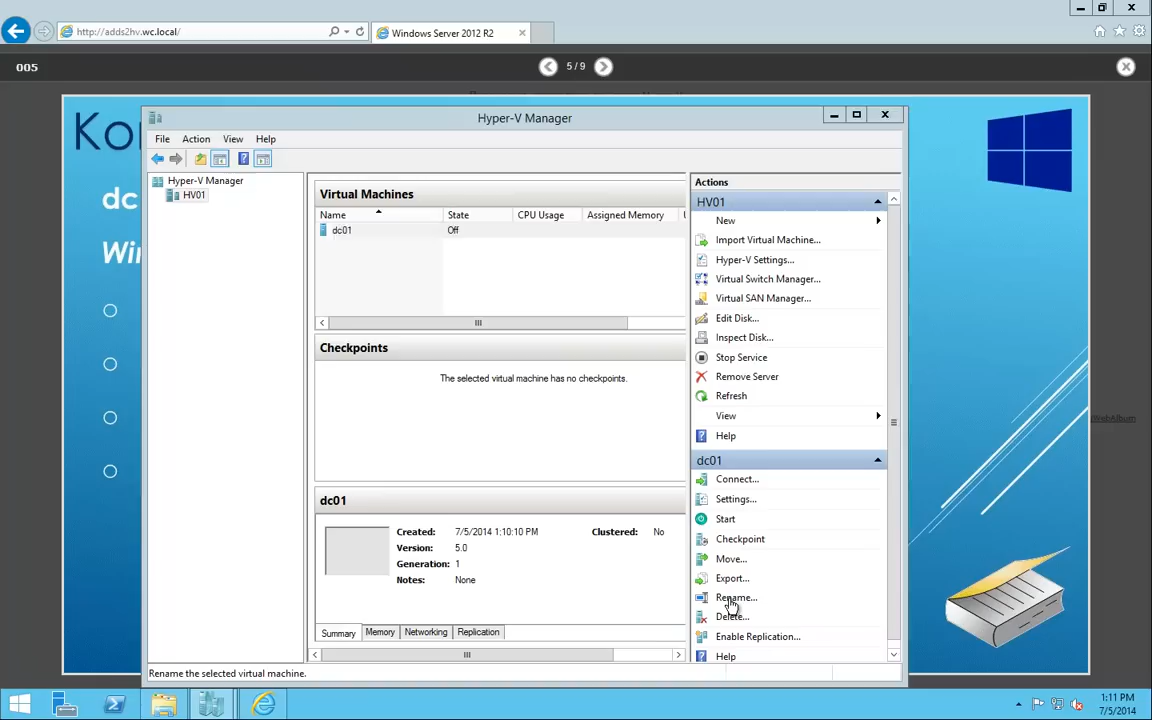 http://adds2hv.wc.local/
Windows Server 2012 R2
005
5 / 9
Ko
dc
Wi
WebAlbum
Hyper-V Manager
File Action View Help
Hyper-V Manager
HV01
Virtual Machines
Name State CPU Usage Assigned Memory U
dc01 Off
Checkpoints
The selected virtual machine has no checkpoints.
dc01
Created: 7/5/2014 1:10:10 PM Clustered: No
Version: 5.0
Generation: 1
Notes: None
Summary Memory Networking Replication
Actions
HV01
New
Import Virtual Machine...
Hyper-V Settings...
Virtual Switch Manager...
Virtual SAN Manager...
Edit Disk...
Inspect Disk...
Stop Service
Remove Server
Refresh
View
Help
dc01
Connect...
Settings...
Start
Checkpoint
Move...
Export...
Rename...
Delete...
Enable Replication...
Help
Rename the selected virtual machine.
1:11 PM
7/5/2014